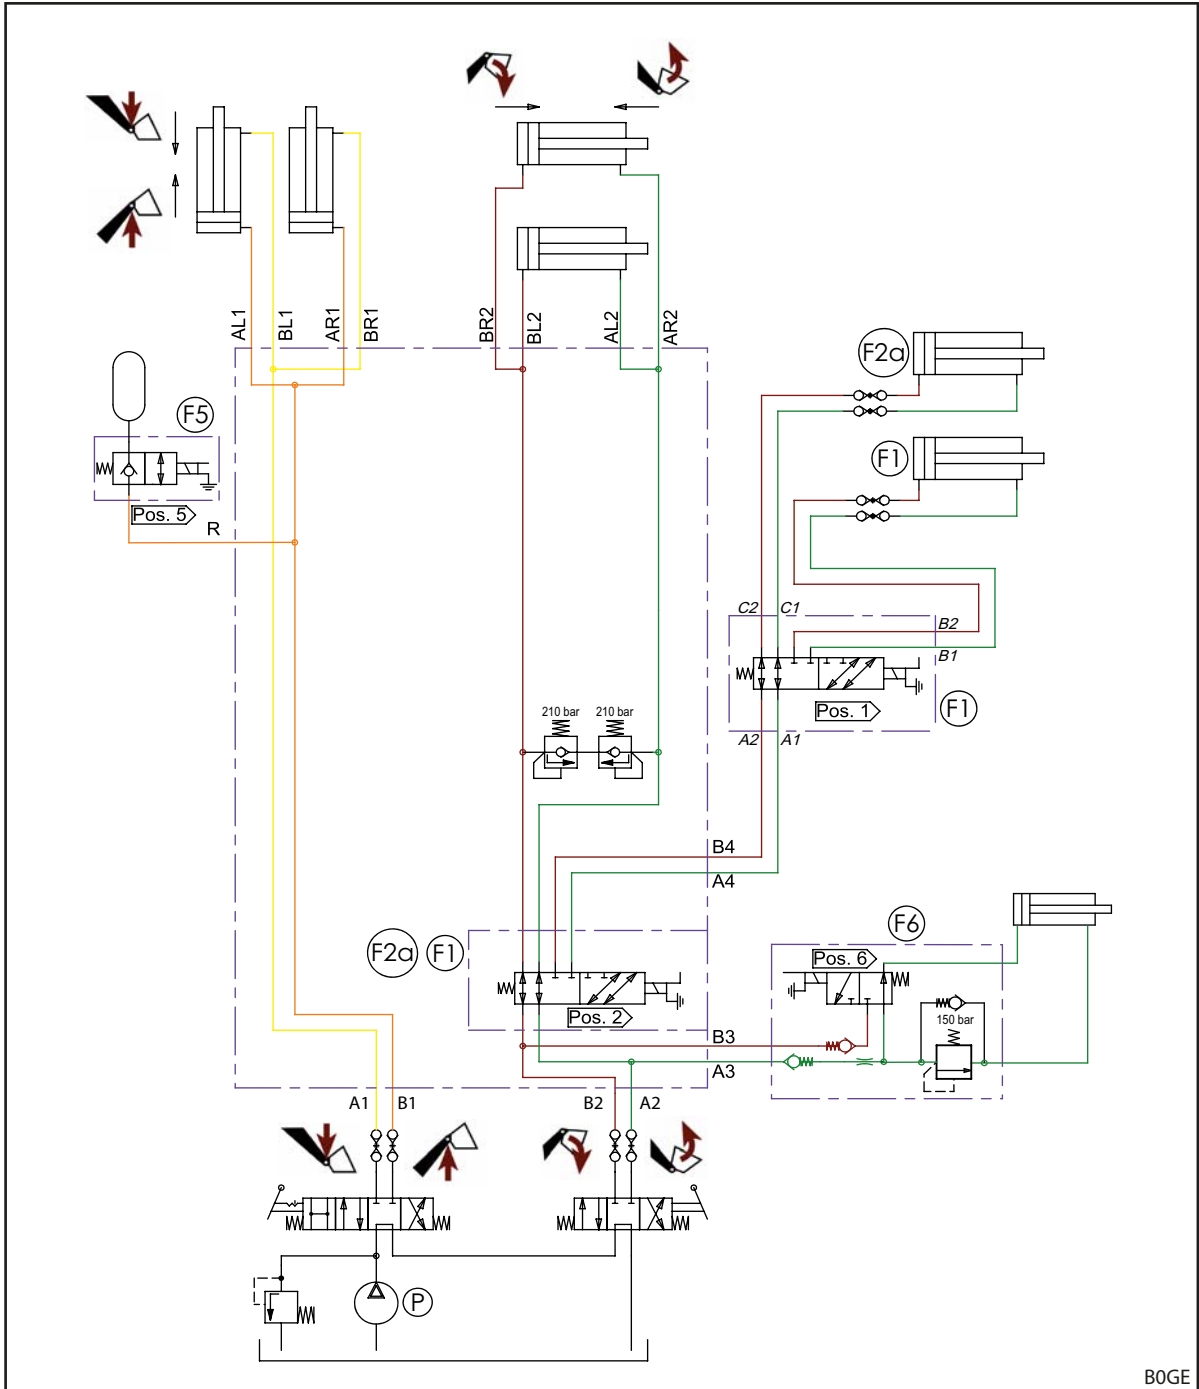 AL1
BL1
AR1
BR1
BR2
BL2
AL2
AR2
F2a
F5
F1
Pos. 5
R
C2
C1
B2
B1
Pos. 1
F1
210 bar
210 bar
A2
A1
B4
A4
F6
F2a
F1
Pos. 6
Pos. 2
150 bar
B3
A3
A1
B1
B2
A2
P
B0GE